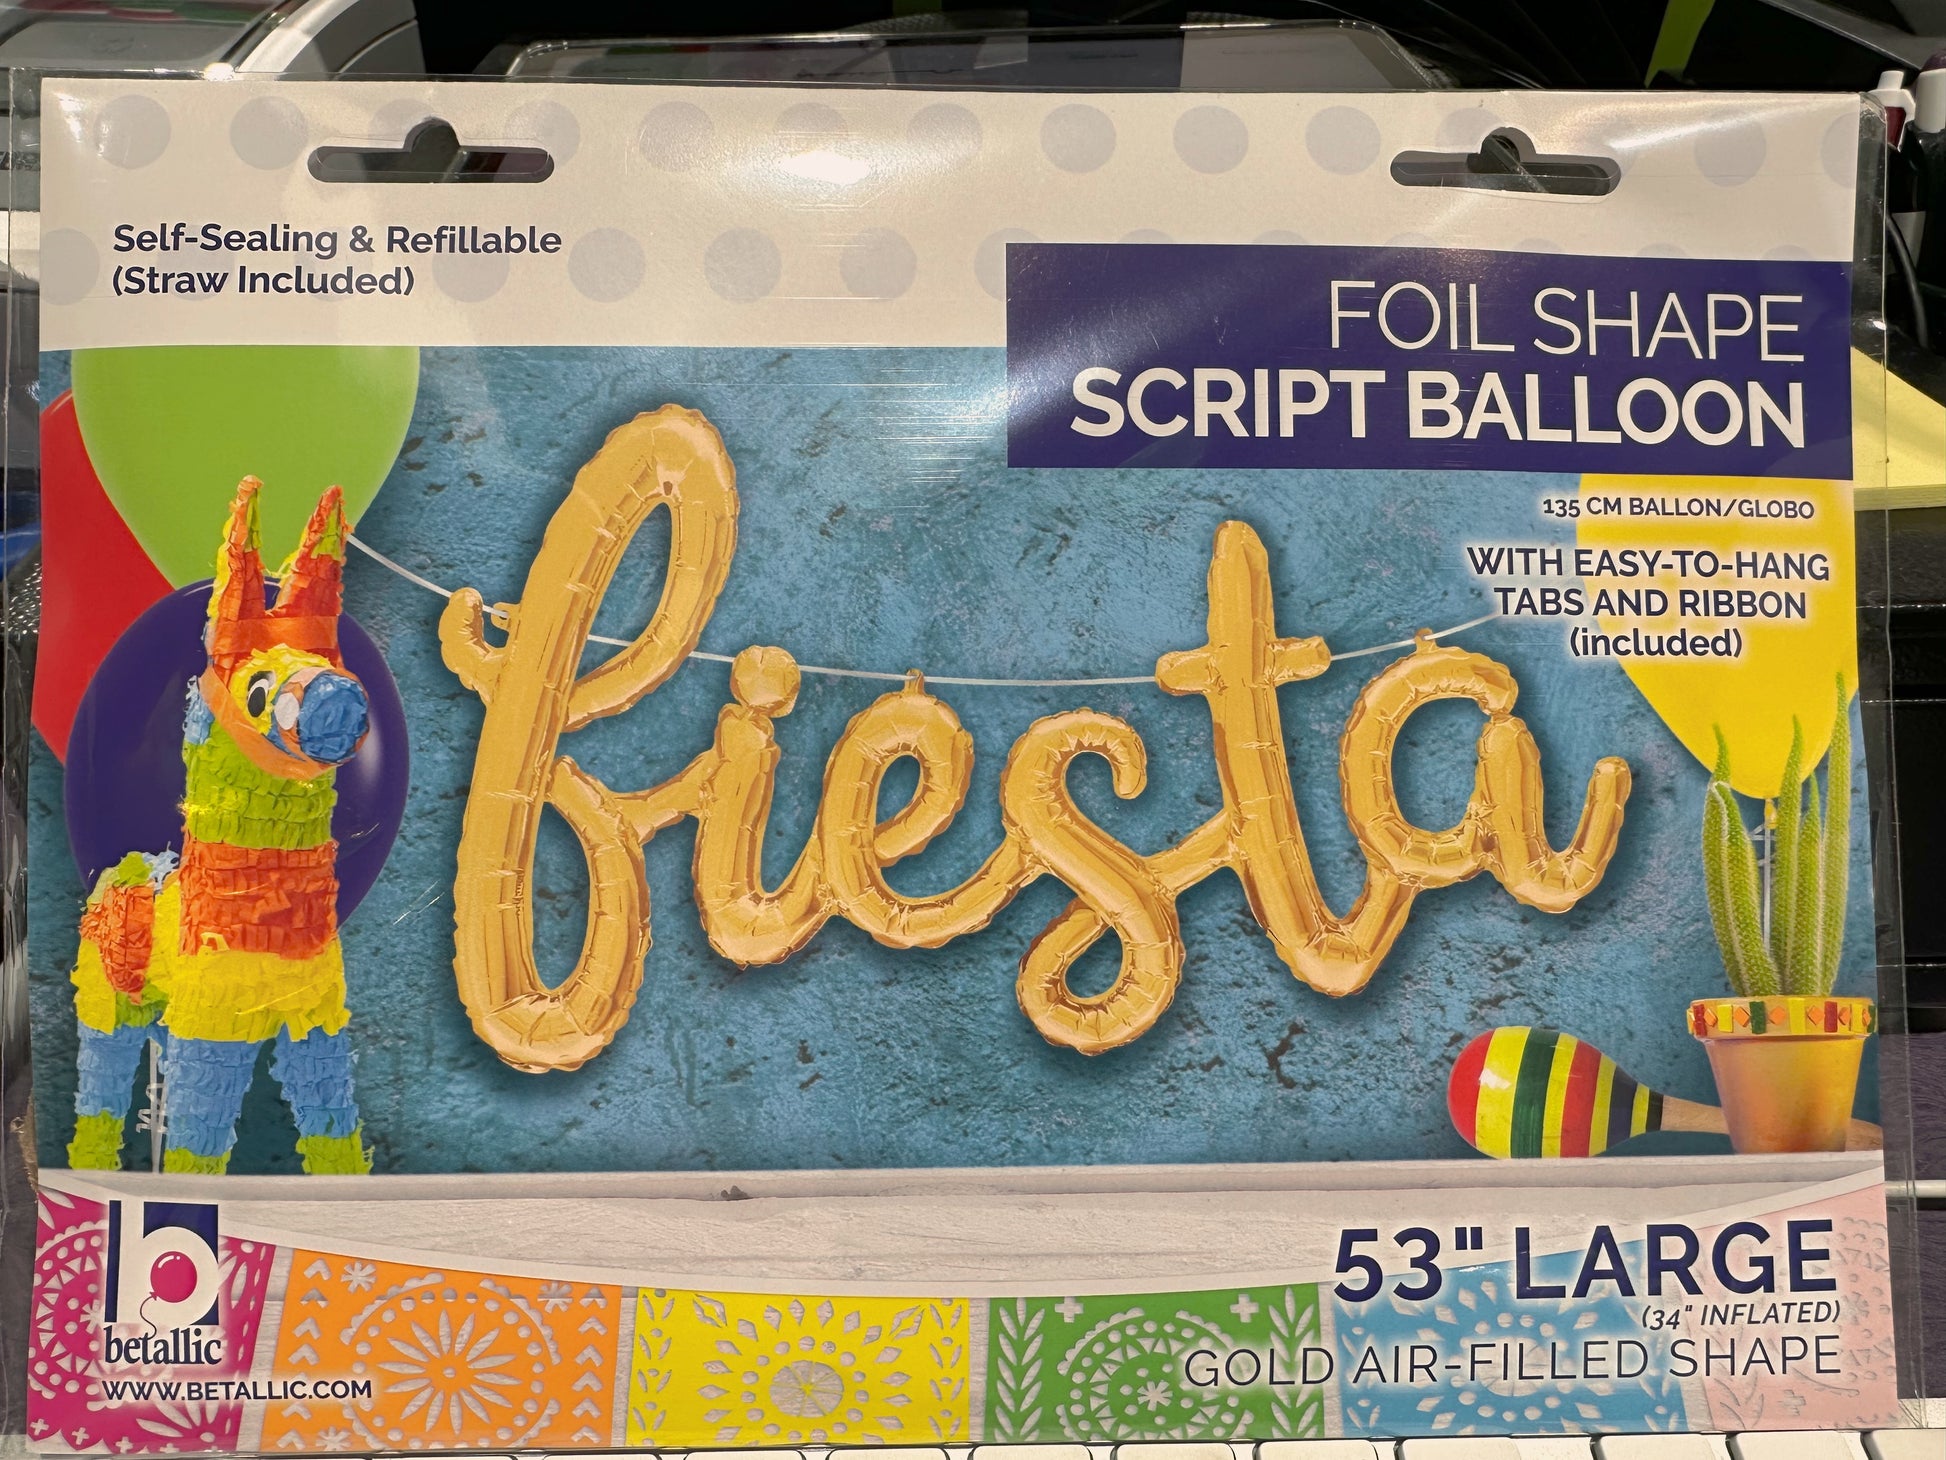 Self-Sealing & Refillable
(Straw Included)
FOIL SHAPE
SCRIPT BALLOON
135 CM BALLON/GLOBO
WITH EASY-TO-HANG
TABS AND RIBBON
(included)
fiesta
b
betallic
WWW.BETALLIC.COM
53" LARGE
(34" INFLATED)
GOLD AIR-FILLED SHAPE